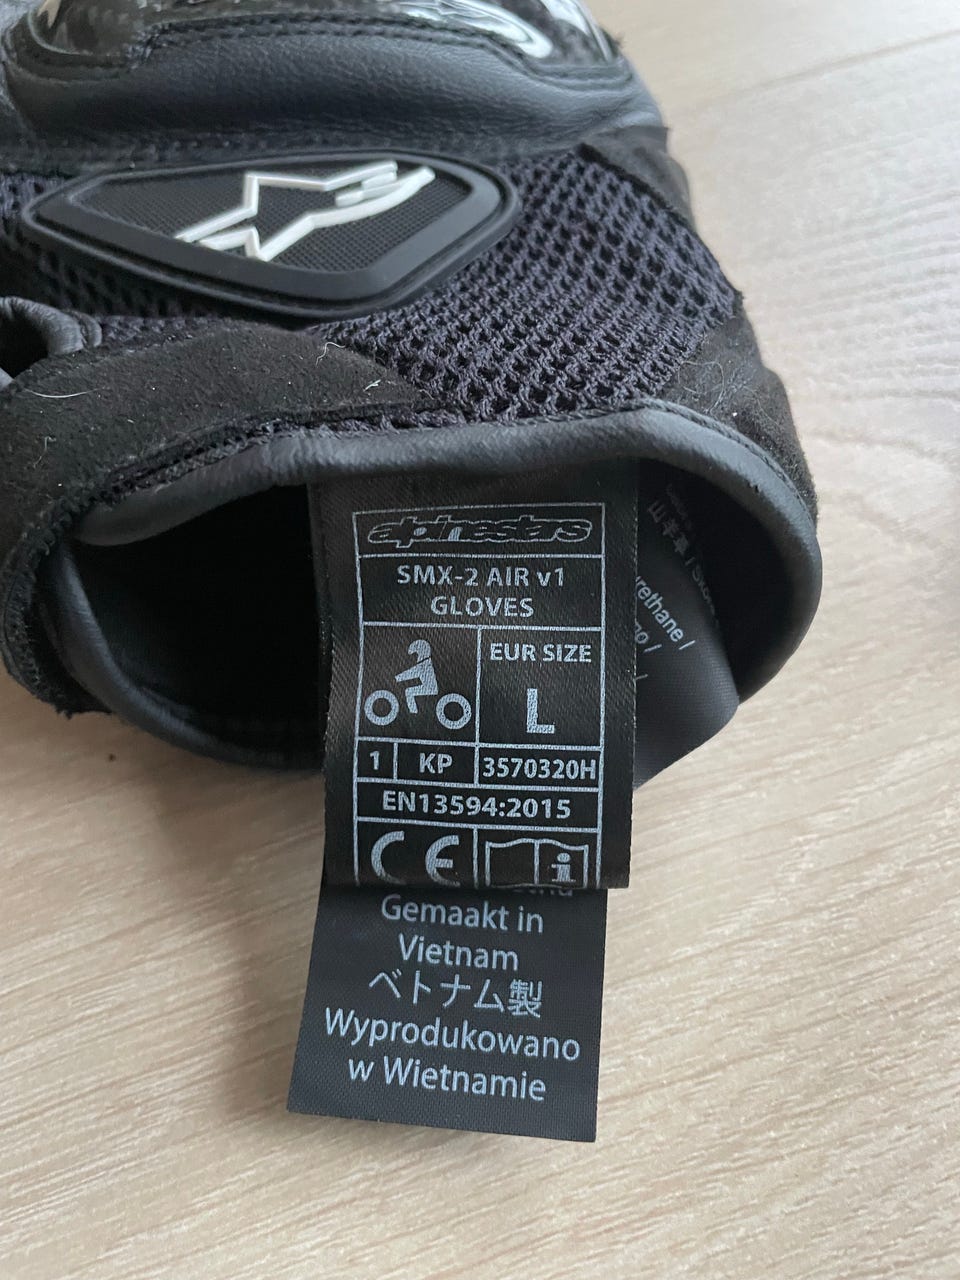 alpinestars
SMX-2 AIR v1
GLOVES
EUR SIZE
L
1 KP 3570320H
EN13594:2015
CE
i
Gemaakt in
Vietnam
ベトナム製
Wyprodukowano
w Wietnamie
urethane /